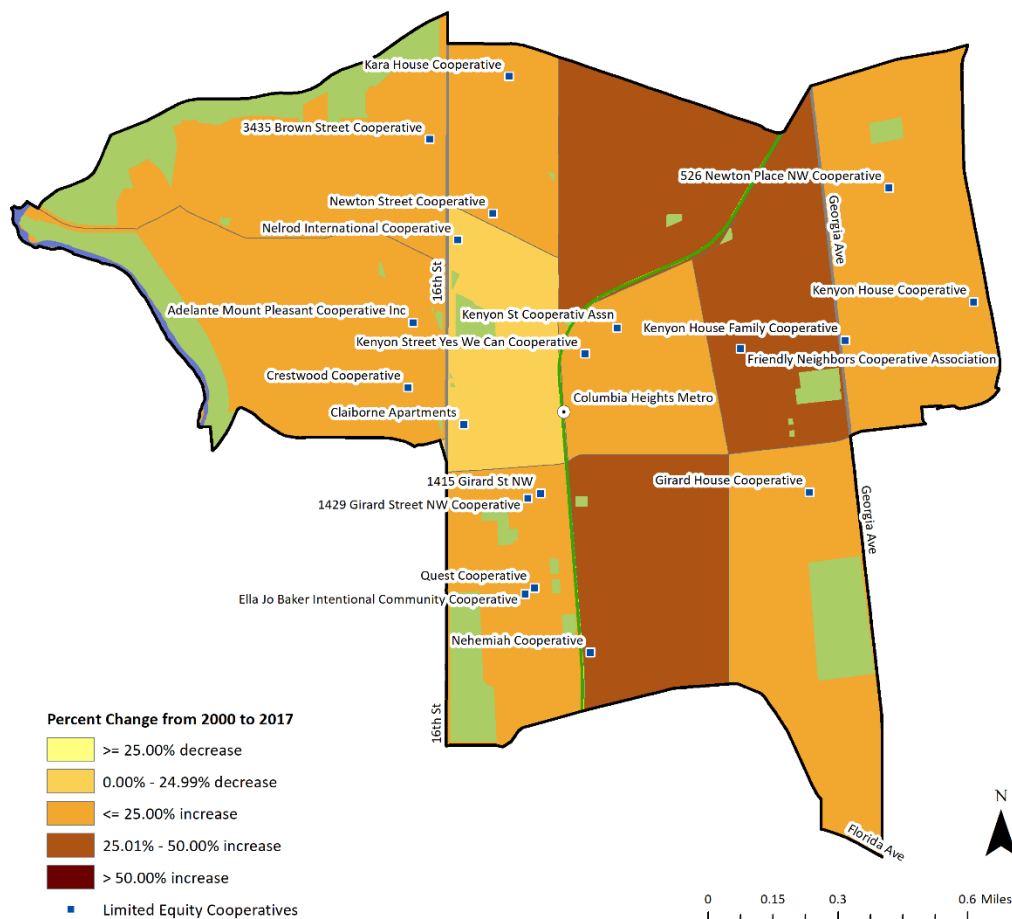 Kara House Cooperative
3435 Brown Street Cooperative
526 Newton Place NW Cooperative
Newton Street Cooperative
Georgia Ave
Nelrod International Cooperative
16th St
Kenyon House Cooperative
Adelante Mount Pleasant Cooperative Inc
Kenyon St Cooperativ Assn
Kenyon House Family Cooperative
Kenyon Street Yes We Can Cooperative
Friendly Neighbors Cooperative Association
Crestwood Cooperative
Columbia Heights Metro
Claiborne Apartments
1415 Girard St NW
Girard House Cooperative
1429 Girard Street NW Cooperative
Georgia Ave
Quest Cooperative
Ella Jo Baker Intentional Community Cooperative
Nehemiah Cooperative
16th St
Florida Ave
Percent Change from 2000 to 2017
>= 25.00% decrease
0.00% - 24.99% decrease
<= 25.00% increase
25.01% - 50.00% increase
> 50.00% increase
Limited Equity Cooperatives
N
0 0.15 0.3 0.6 Miles